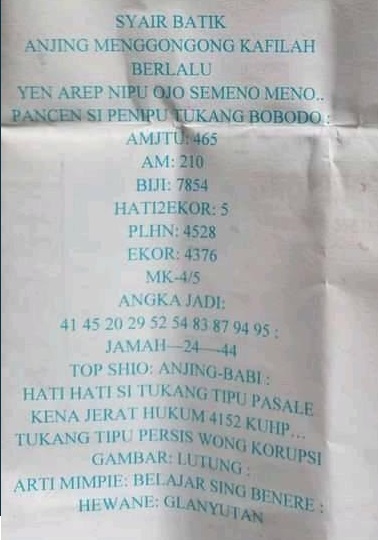 SYAIR BATIK
ANJING MENGGONGONG KAFILAH
BERLALU
YEN AREP NIPU OJO SEMENO MENO..
PANCEN SI PENIPU TUKANG BOBODO :
AMJTU: 465
AM: 210
BIJI: 7854
HATI2EKOR: 5
PLHN: 4528
EKOR: 4376
MK-4/5
ANGKA JADI:
41 45 20 29 52 54 83 87 94 95 :
JAMAH—24—-44
TOP SHIO: ANJING-BABI :
HATI HATI SI TUKANG TIPU PASALE
KENA JERAT HUKUM 4152 KUHP...
TUKANG TIPU PERSIS WONG KORUPSI
GAMBAR: LUTUNG :
ARTI MIMPIE: BELAJAR SING BENERE :
HEWANE: GLANYUTAN